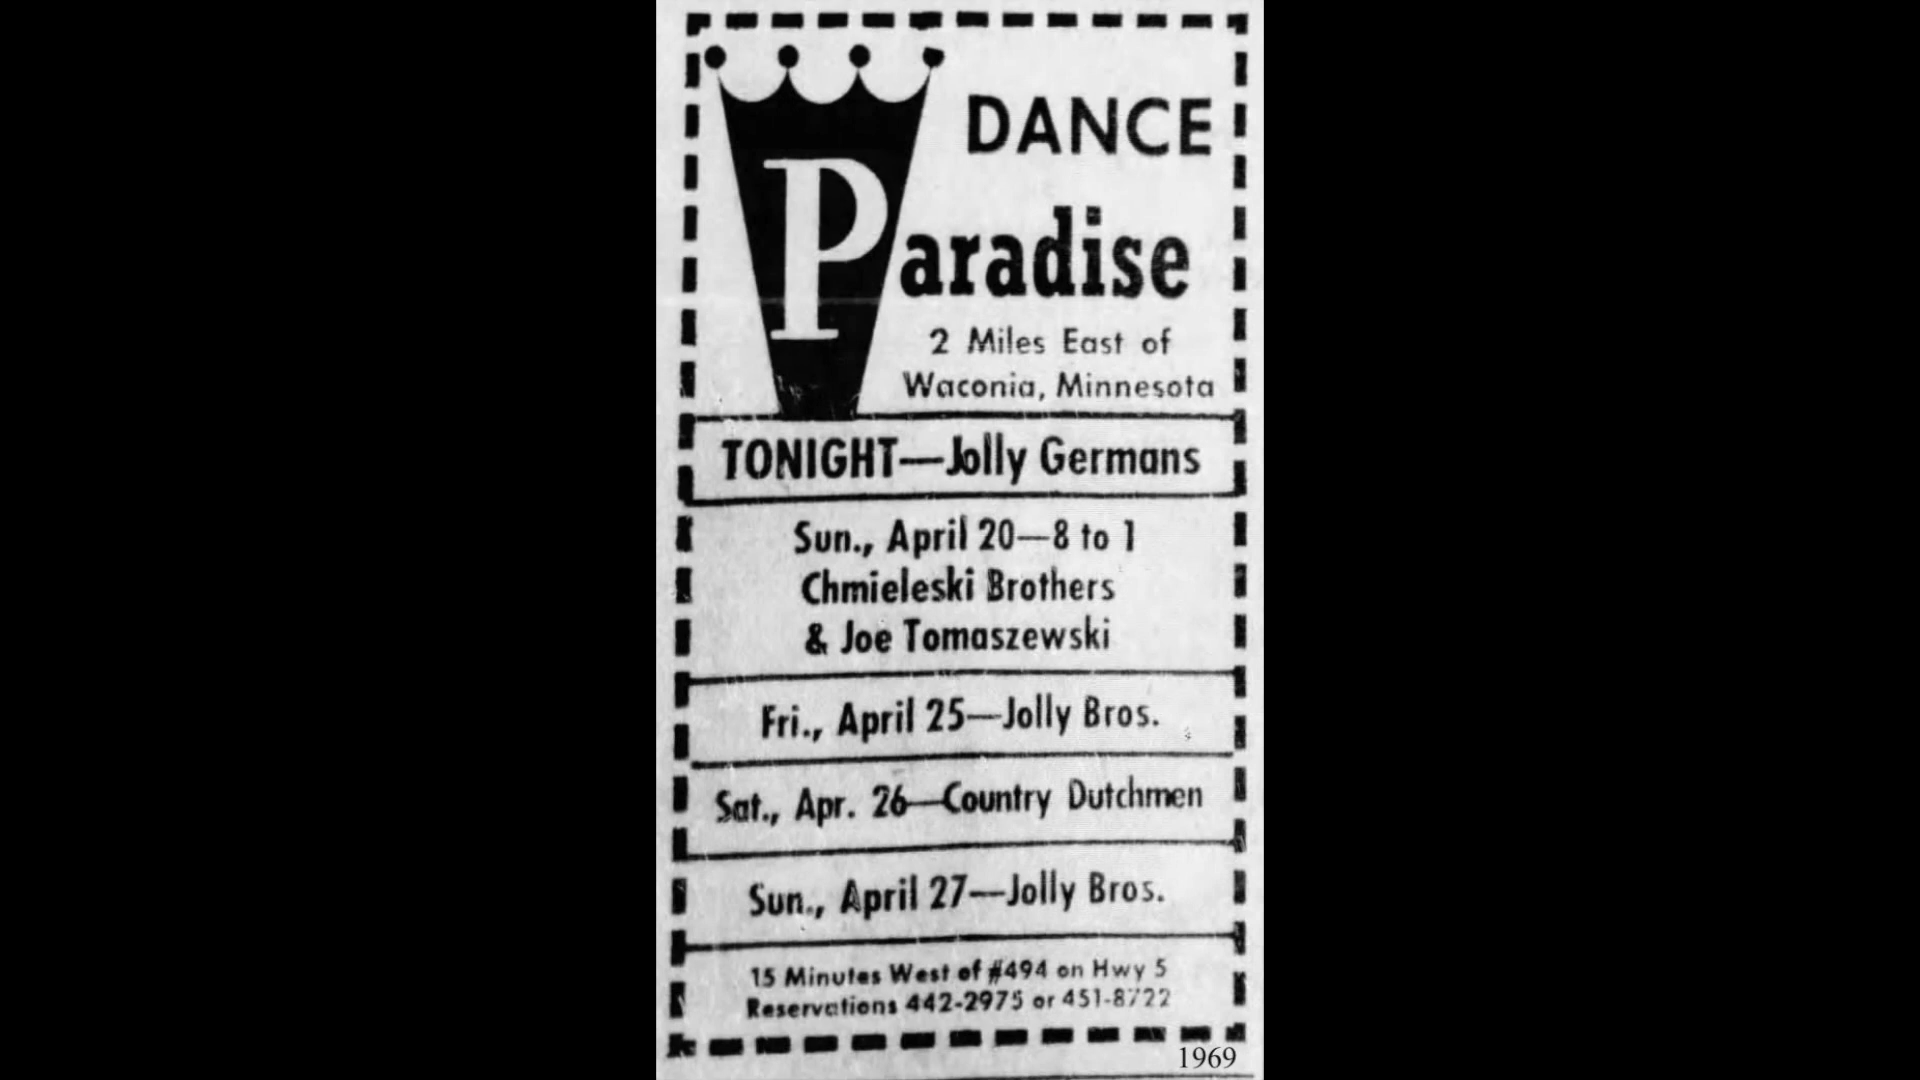 DANCE
Paradise
2 Miles East of
Waconia, Minnesota
TONIGHT—Jolly Germans
Sun., April 20—8 to 1
Chmieleski Brothers
& Joe Tomaszewski
Fri., April 25—Jolly Bros.
Sat., Apr. 26—Country Dutchmen
Sun., April 27—Jolly Bros.
15 Minutes West of #494 on Hwy 5
Reservations 442-2975 or 451-8722
1969